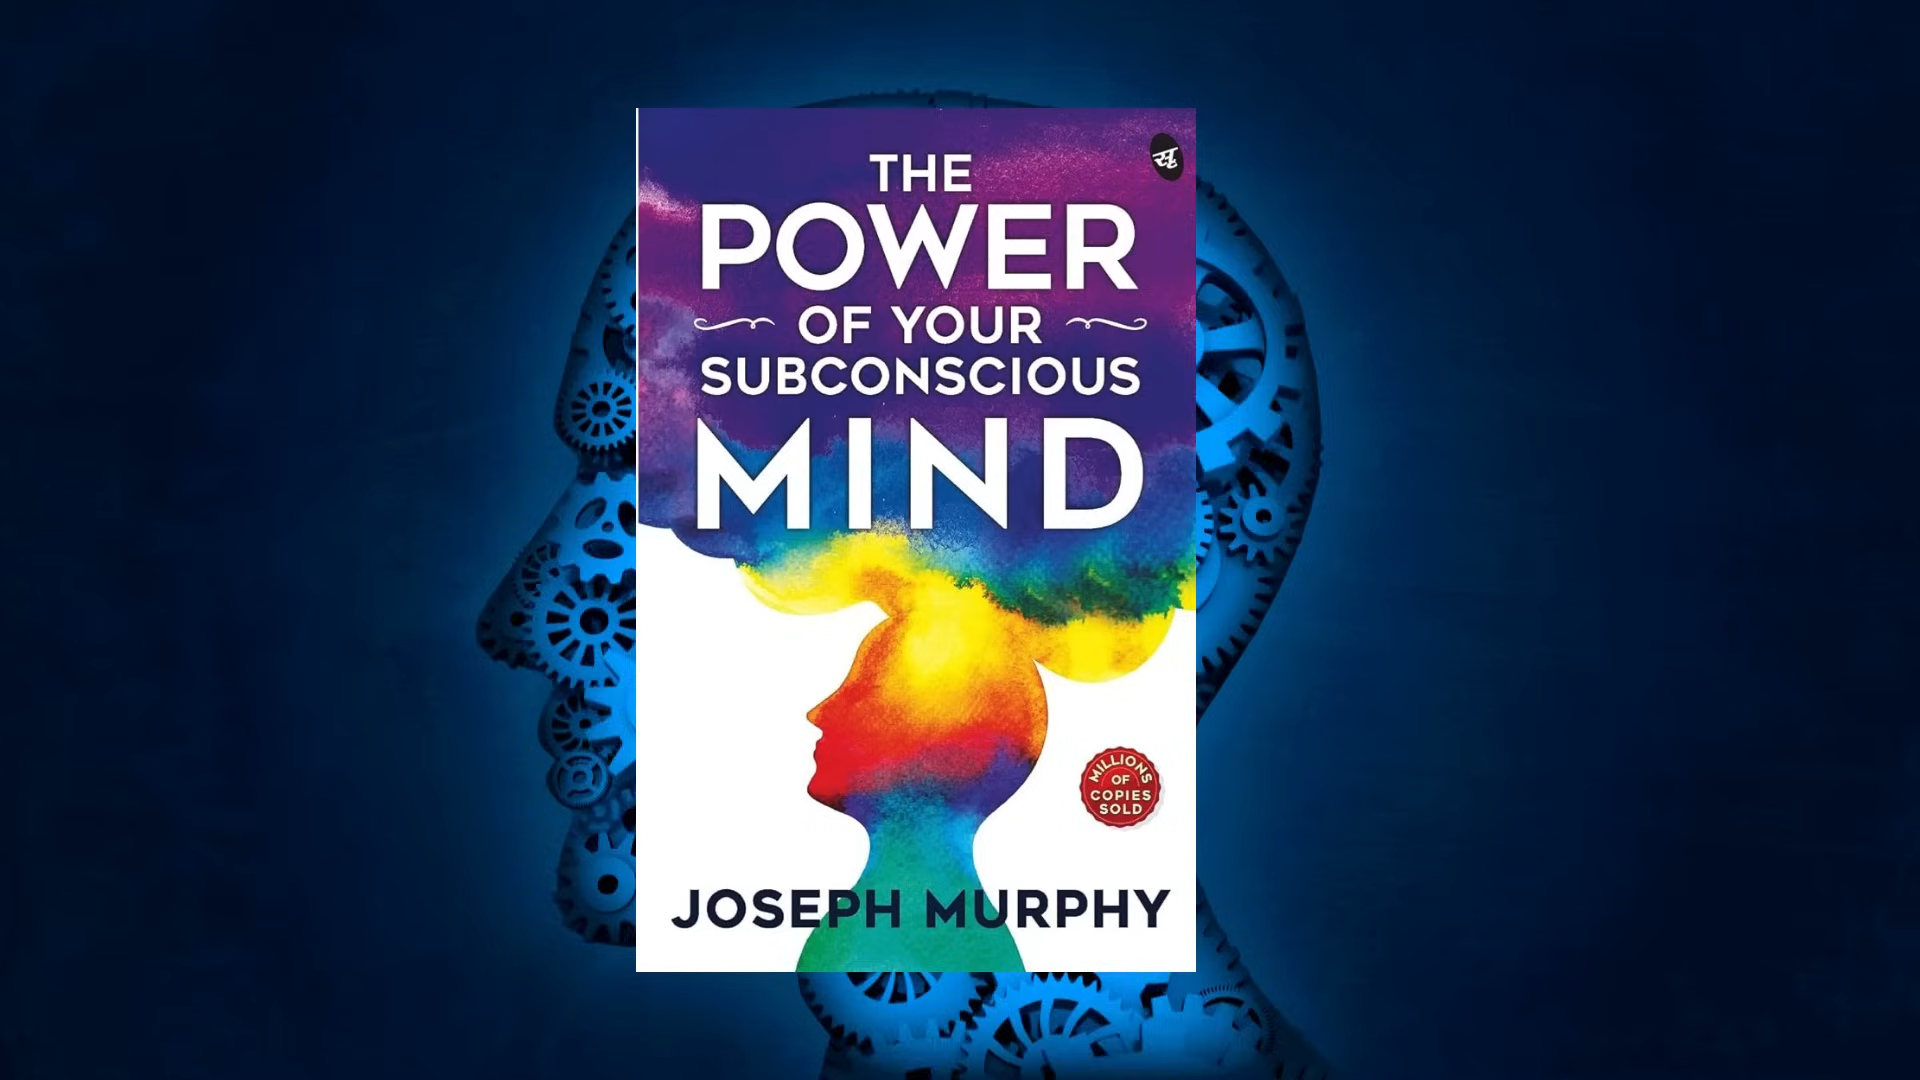 THE
सृ
POWER
OF YOUR
SUBCONSCIOUS
MIND
MILLIONS
OF
COPIES
SOLD
JOSEPH MURPHY